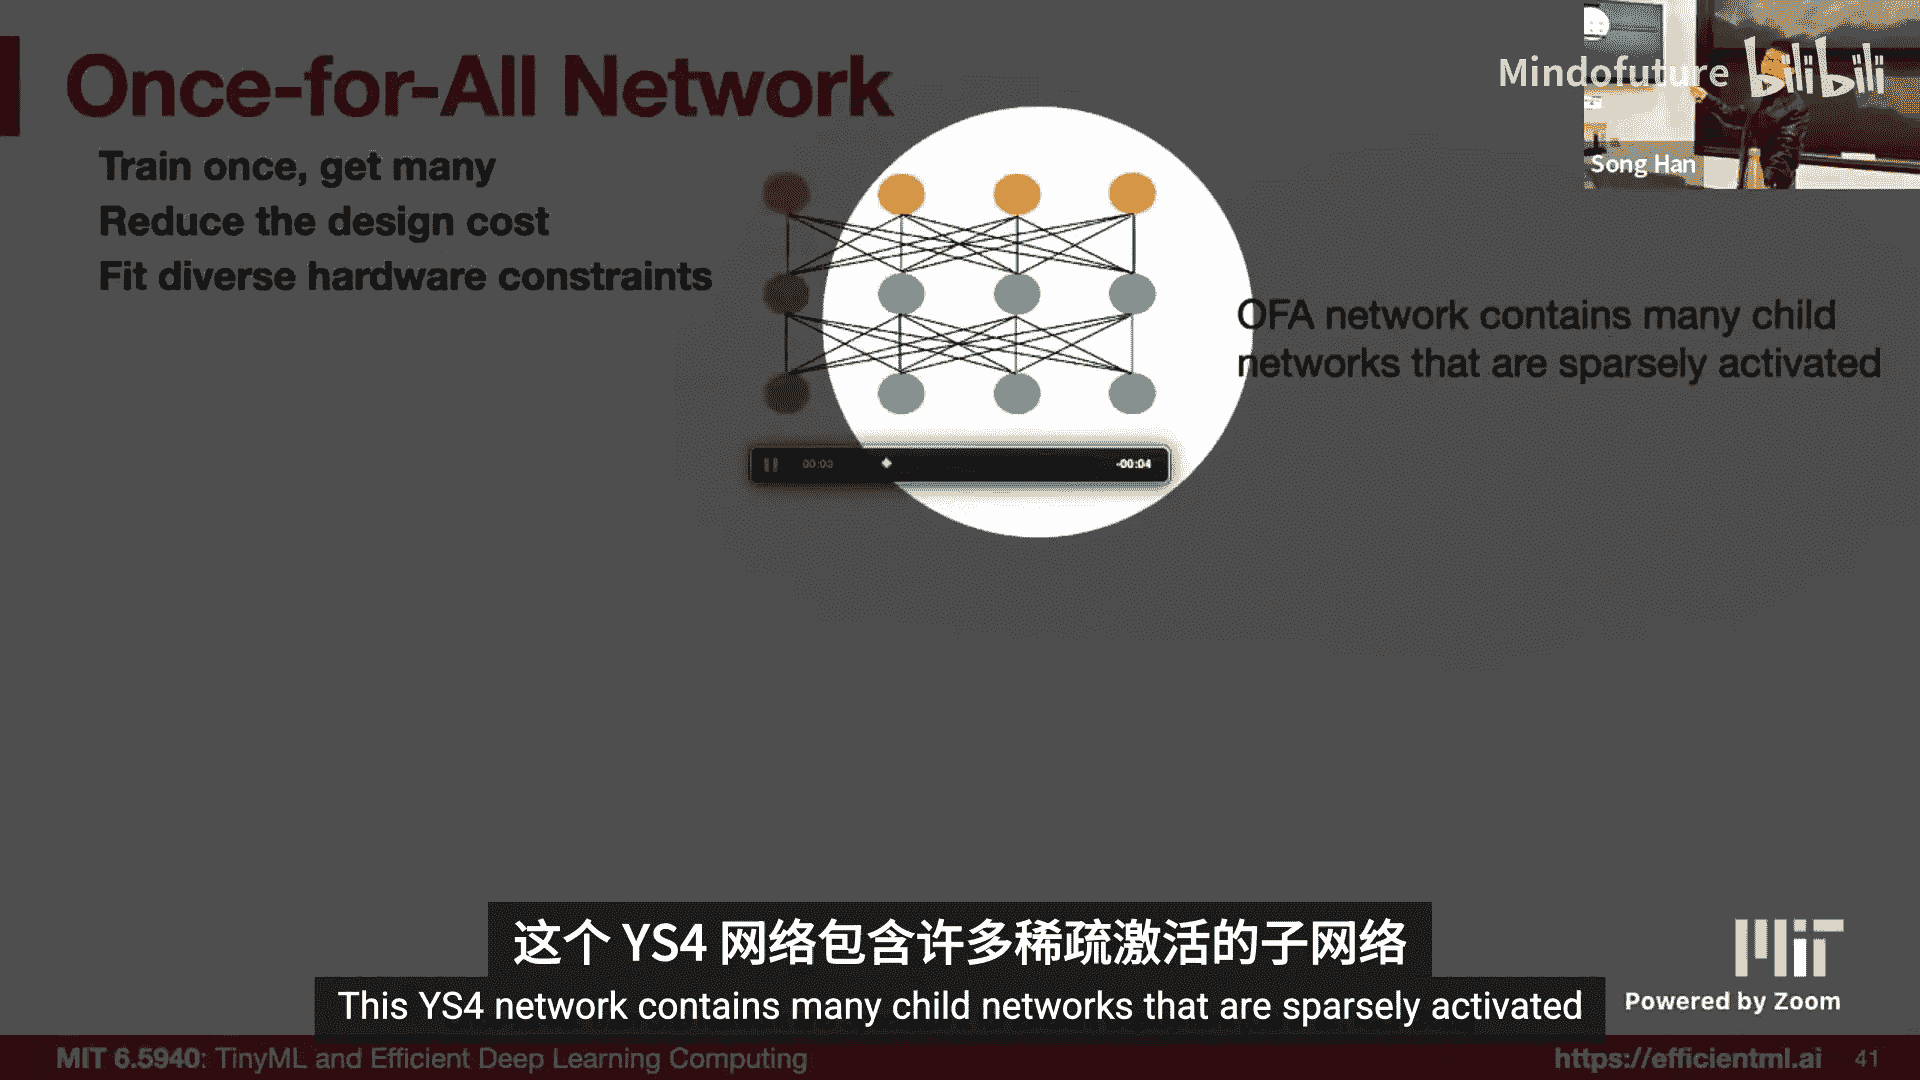 Once-for-All Network
Mindofuture bilibili
Song Han
Train once, get many
Reduce the design cost
Fit diverse hardware constraints
OFA network contains many child
networks that are sparsely activated
00:03
-00:04
这个 YS4 网络包含许多稀疏激活的子网络
This YS4 network contains many child networks that are sparsely activated
MIT
Powered by Zoom
MIT 6.5940: TinyML and Efficient Deep Learning Computing
https://efficientml.ai
41